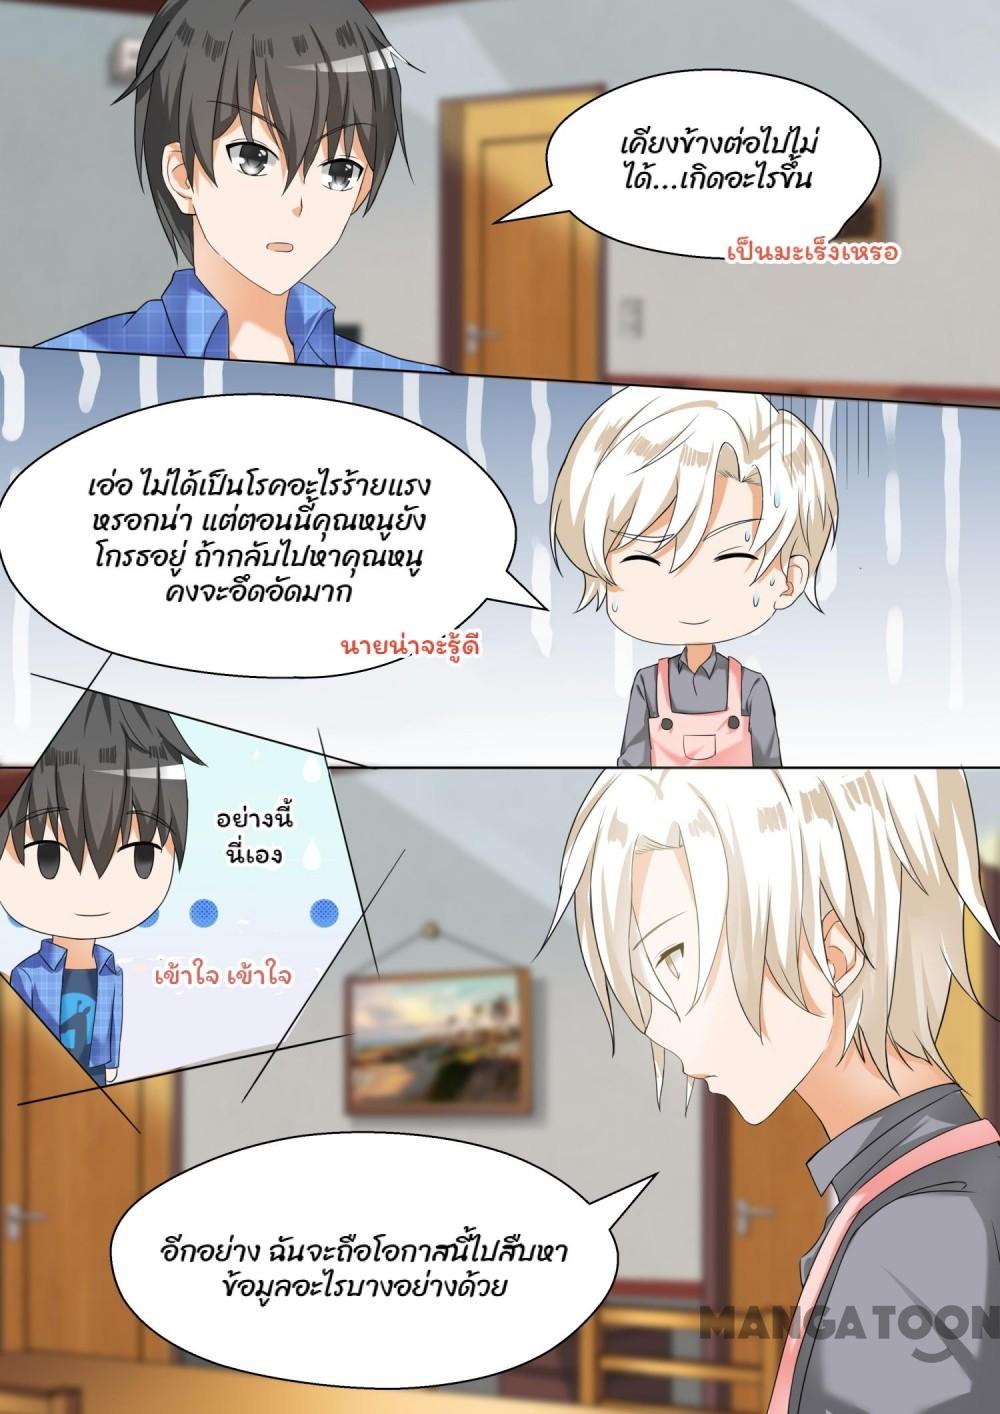 เคียงข้างต่อไปไม่
ได้...เกิดอะไรขึ้น
เป็นมะเร็งเหรอ
เอ่อ ไม่ได้เป็นโรคอะไรร้ายแรง
หรอกน่า แต่ตอนนี้คุณหนูยัง
โกรธอยู่ ถ้ากลับไปหาคุณหนู
คงจะอึดอัดมาก
นายน่าจะรู้ดี
อย่างนี้
นี่เอง
เข้าใจ เข้าใจ
อีกอย่าง ฉันจะถือโอกาสนี้ไปสืบหา
ข้อมูลอะไรบางอย่างด้วย
MANGATOON